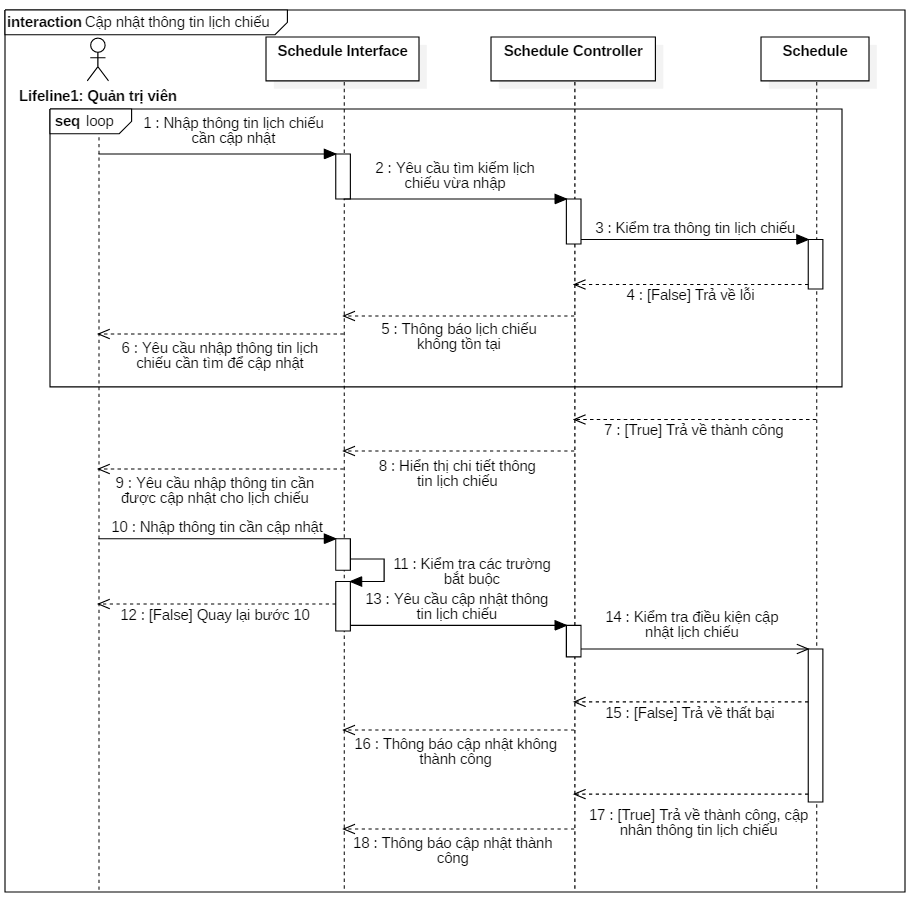 interaction Cập nhật thông tin lịch chiếu
Schedule Interface
Schedule Controller
Schedule
Lifeline1: Quản trị viên
seq loop
1 : Nhập thông tin lịch chiếu
cần cập nhật
2 : Yêu cầu tìm kiếm lịch
chiếu vừa nhập
3 : Kiểm tra thông tin lịch chiếu
4 : [False] Trả về lỗi
5 : Thông báo lịch chiếu
không tồn tại
6 : Yêu cầu nhập thông tin lịch
chiếu cần tìm để cập nhật
7 : [True] Trả về thành công
8 : Hiển thị chi tiết thông
tin lịch chiếu
9 : Yêu cầu nhập thông tin cần
được cập nhật cho lịch chiếu
10 : Nhập thông tin cần cập nhật
11 : Kiểm tra các trường
bắt buộc
12 : [False] Quay lại bước 10
13 : Yêu cầu cập nhật thông
tin lịch chiếu
14 : Kiểm tra điều kiện cập
nhật lịch chiếu
15 : [False] Trả về thất bại
16 : Thông báo cập nhật không
thành công
17 : [True] Trả về thành công, cập
nhân thông tin lịch chiếu
18 : Thông báo cập nhật thành
công